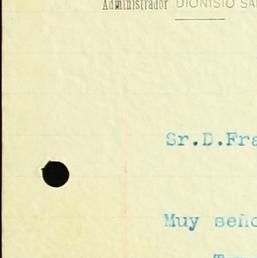 Administrador DIONISIO SA
Sr.D.Fra
Muy seño